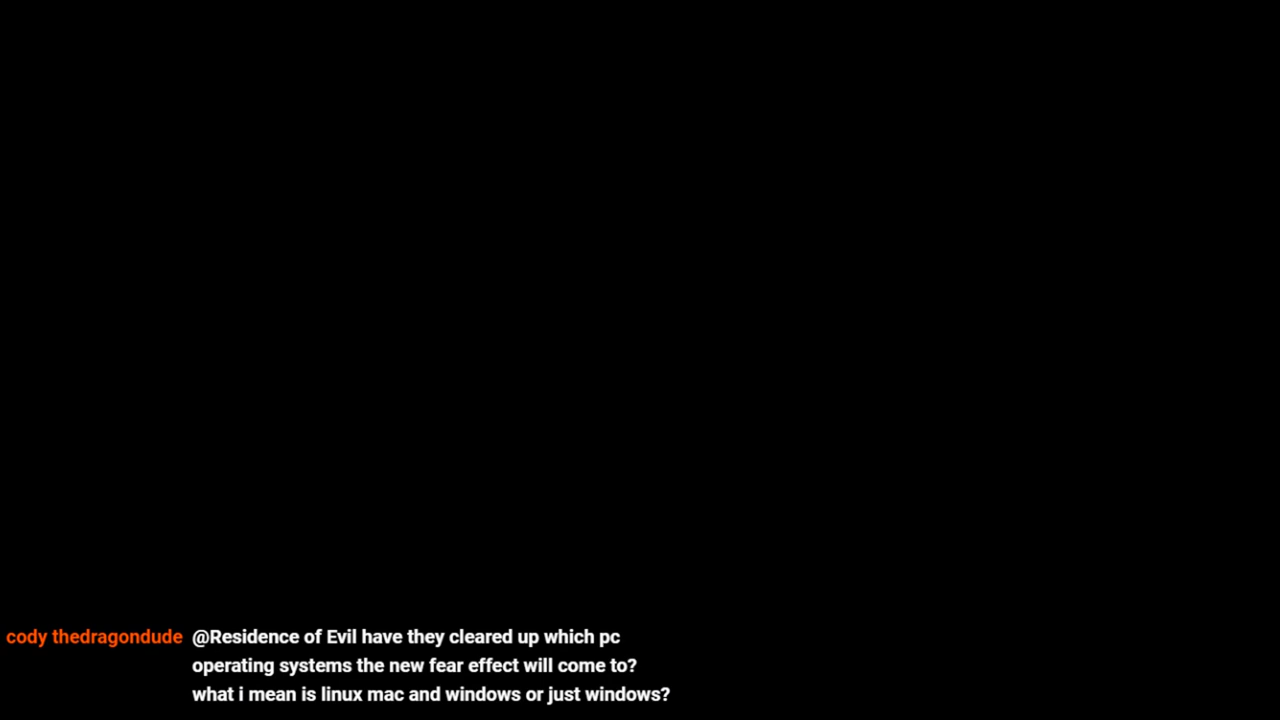 cody thedragondude @Residence of Evil have they cleared up which pc
operating systems the new fear effect will come to?
what i mean is linux mac and windows or just windows?